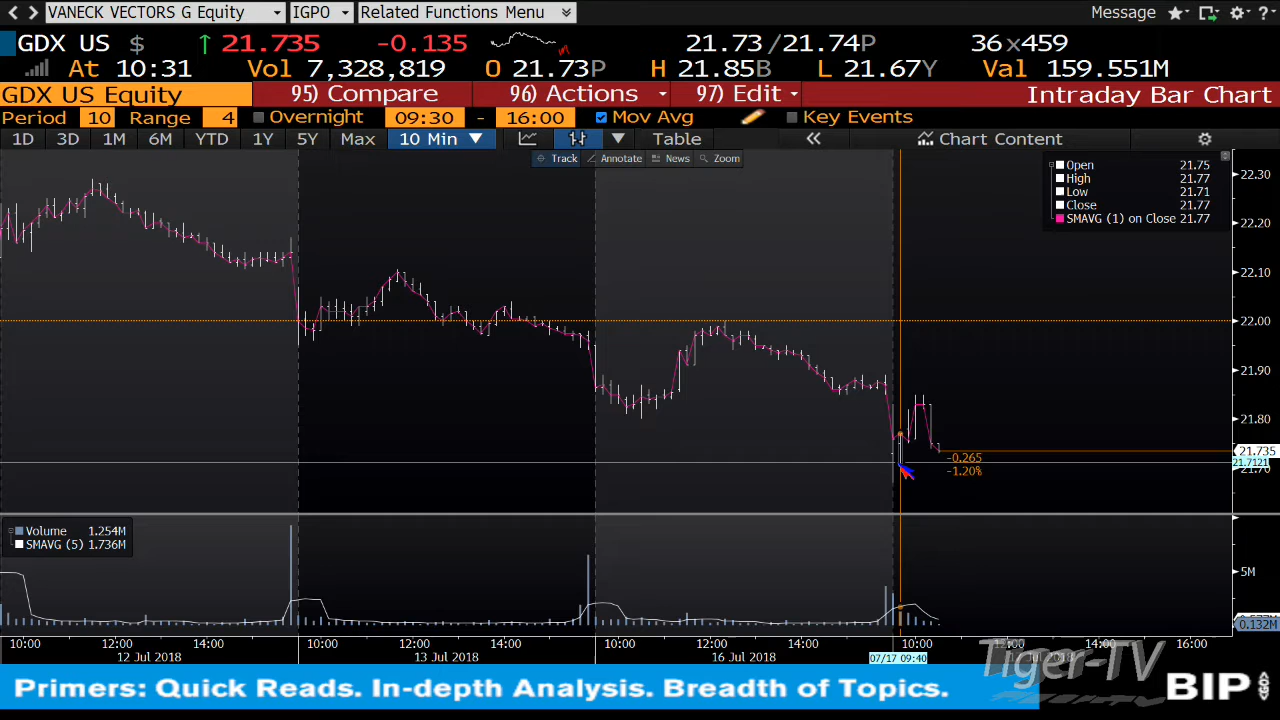 VANECK VECTORS G Equity IGPO Related Functions Menu Message ?
GDX US $ ↑ 21.735 -0.135 21.73/21.74P 36x459
At 10:31 Vol 7,328,819 O 21.73P H 21.85B L 21.67Y Val 159.551M
GDX US Equity 95) Compare 96) Actions 97) Edit Intraday Bar Chart
Period 10 Range 4 Overnight 09:30 - 16:00 Mov Avg Key Events
1D 3D 1M 6M YTD 1Y 5Y Max 10 Min ▼ Table « Chart Content
Track Annotate News Zoom
Open 21.75
High 21.77
Low 21.71
Close 21.77
SMAVG (1) on Close 21.77
22.30
22.20
22.10
22.00
21.90
21.80
21.735
21.7121
21.70
-0.265
-1.20%
Volume 1.254M
SMAVG (5) 1.736M
5M
0.132M
10:00 12:00 14:00 10:00 12:00 14:00 10:00 12:00 14:00 10:00 12:00 14:00 16:00
12 Jul 2018 13 Jul 2018 16 Jul 2018 07/17 09:40
Tiger-TV
Primers: Quick Reads. In-depth Analysis. Breadth of Topics.
BIP GO